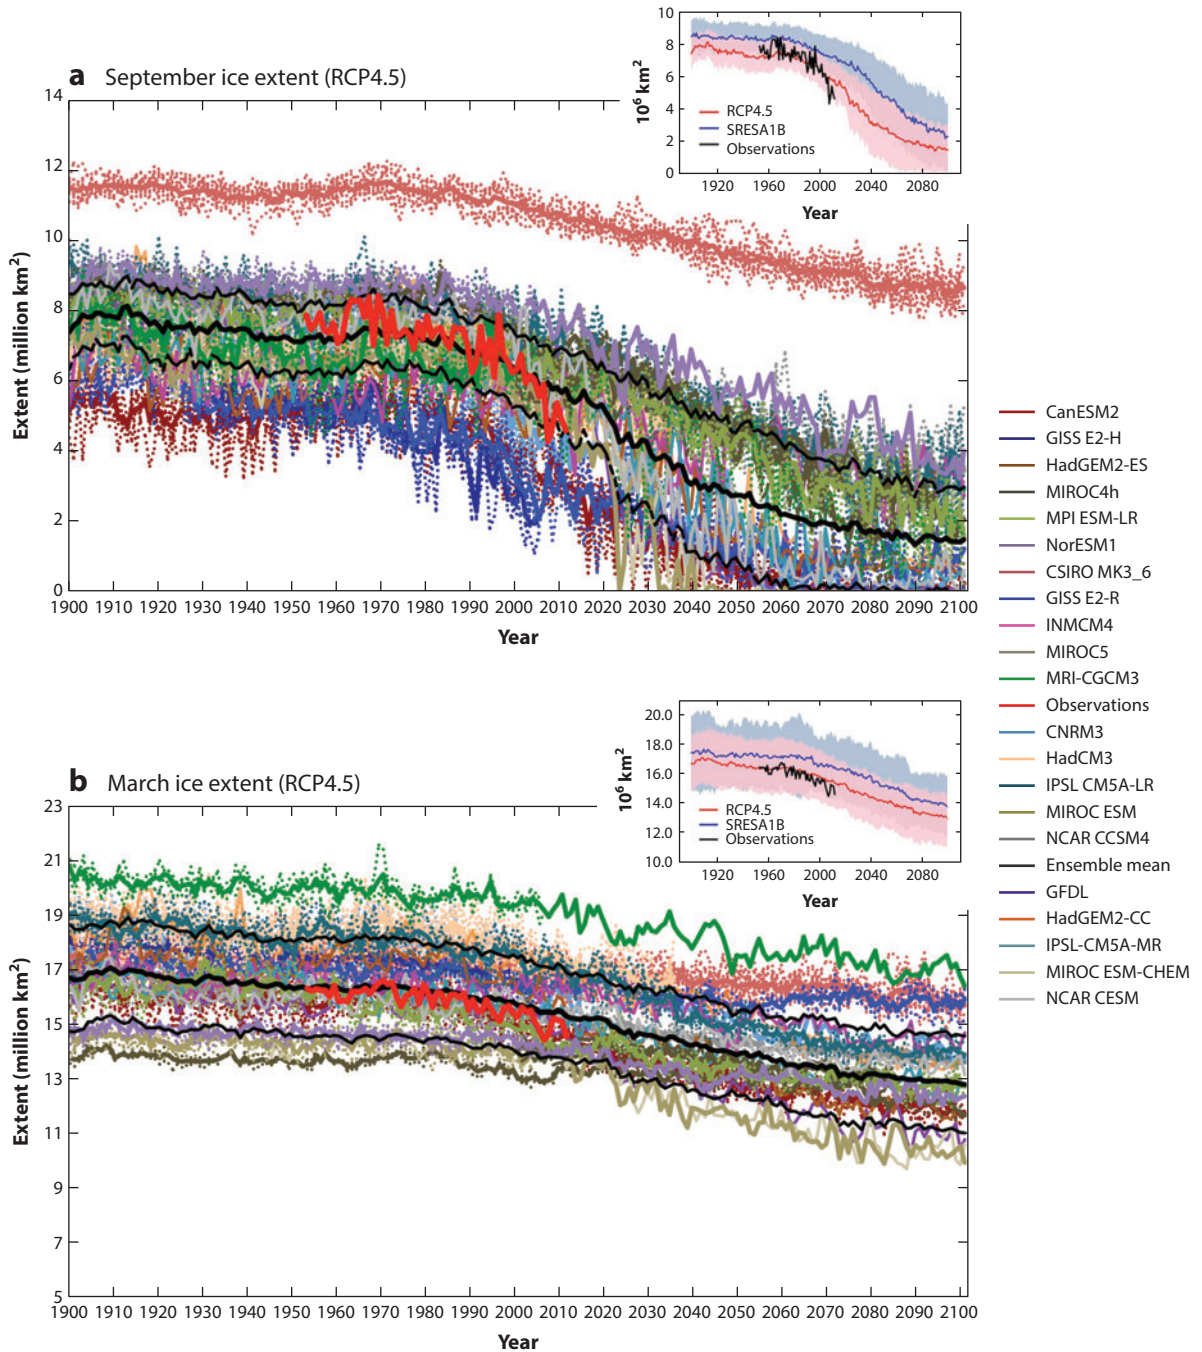 a September ice extent (RCP4.5)
10
8
6
4
2
0
10⁶ km²
RCP4.5
SRESA1B
Observations
1920 1960 2000 2040 2080
Year
14
12
10
8
6
4
2
0
Extent (million km²)
1900 1910 1920 1930 1940 1950 1960 1970 1980 1990 2000 2010 2020 2030 2040 2050 2060 2070 2080 2090 2100
Year
b March ice extent (RCP4.5)
20.0
18.0
16.0
14.0
12.0
10.0
10⁶ km²
RCP4.5
SRESA1B
Observations
1920 1960 2000 2040 2080
Year
23
21
19
17
15
13
11
9
7
5
Extent (million km²)
1900 1910 1920 1930 1940 1950 1960 1970 1980 1990 2000 2010 2020 2030 2040 2050 2060 2070 2080 2090 2100
Year
CanESM2
GISS E2-H
HadGEM2-ES
MIROC4h
MPI ESM-LR
NorESM1
CSIRO MK3_6
GISS E2-R
INMCM4
MIROC5
MRI-CGCM3
Observations
CNRM3
HadCM3
IPSL CM5A-LR
MIROC ESM
NCAR CCSM4
Ensemble mean
GFDL
HadGEM2-CC
IPSL-CM5A-MR
MIROC ESM-CHEM
NCAR CESM